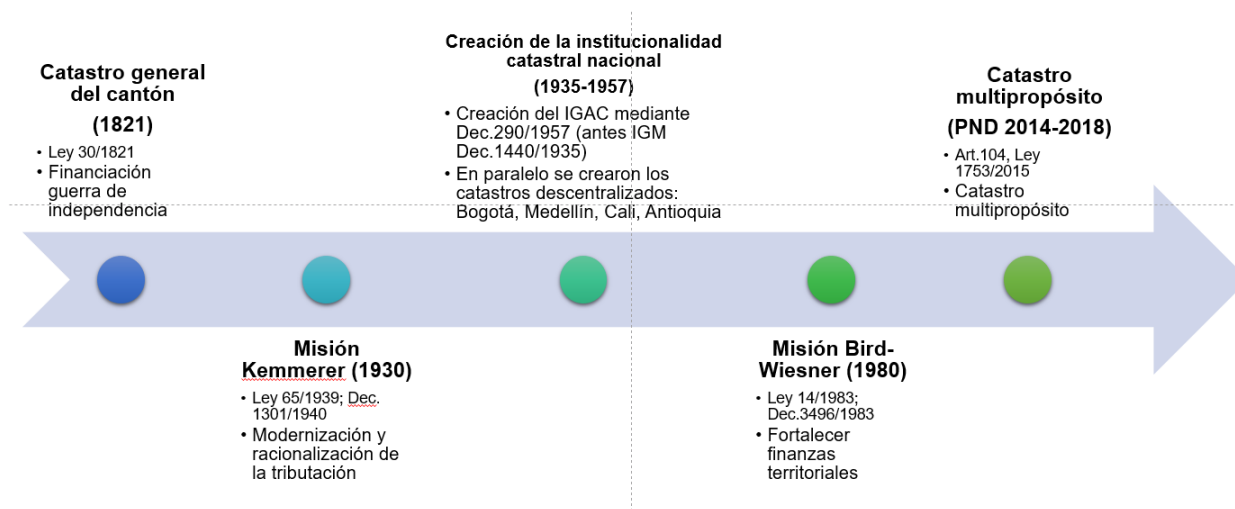 Catastro general
del cantón
(1821)
• Ley 30/1821
• Financiación
guerra de
independencia
Misión
Kemmerer (1930)
• Ley 65/1939; Dec.
1301/1940
• Modernización y
racionalización de
la tributación
Creación de la institucionalidad
catastral nacional
(1935-1957)
• Creación del IGAC mediante
Dec.290/1957 (antes IGM
Dec.1440/1935)
• En paralelo se crearon los
catastros descentralizados:
Bogotá, Medellín, Cali, Antioquia
Misión Bird-
Wiesner (1980)
• Ley 14/1983;
Dec.3496/1983
• Fortalecer
finanzas
territoriales
Catastro
multipropósito
(PND 2014-2018)
• Art.104, Ley
1753/2015
• Catastro
multipropósito